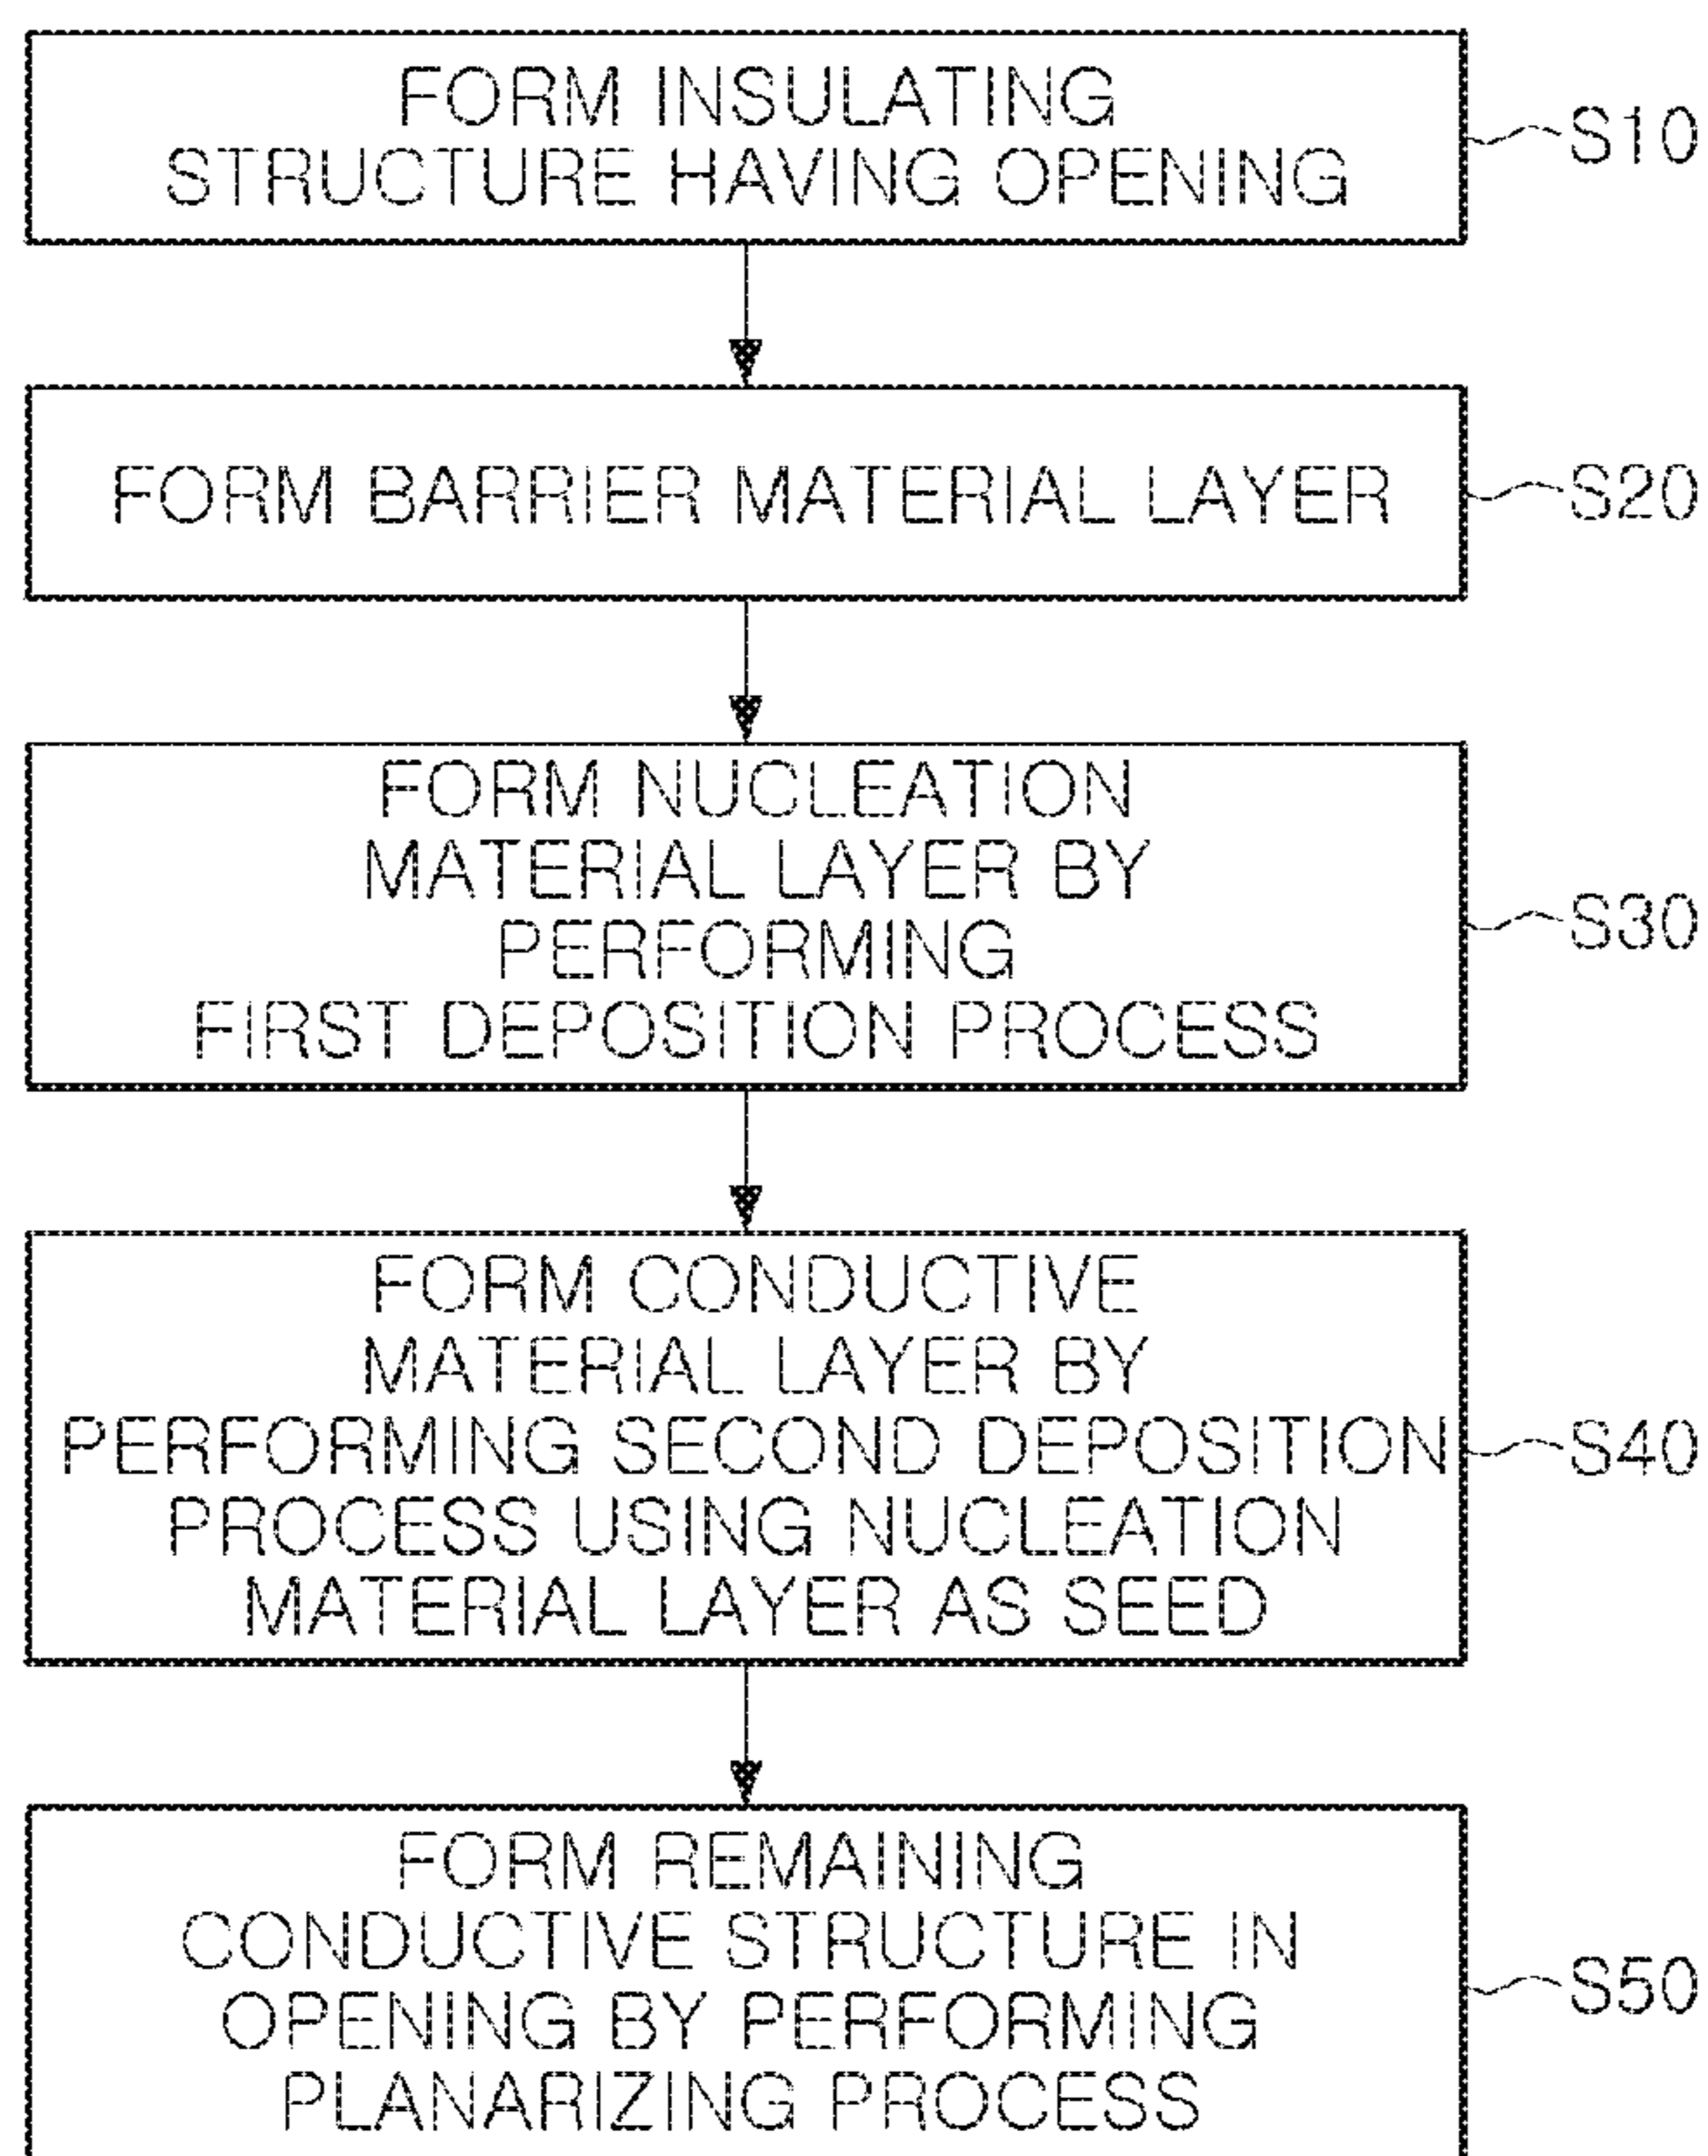 FORM INSULATING
STRUCTURE HAVING OPENING
S10
FORM BARRIER MATERIAL LAYER
S20
FORM NUCLEATION
MATERIAL LAYER BY
PERFORMING
FIRST DEPOSITION PROCESS
S30
FORM CONDUCTIVE
MATERIAL LAYER BY
PERFORMING SECOND DEPOSITION
PROCESS USING NUCLEATION
MATERIAL LAYER AS SEED
S40
FORM REMAINING
CONDUCTIVE STRUCTURE IN
OPENING BY PERFORMING
PLANARIZING PROCESS
S50